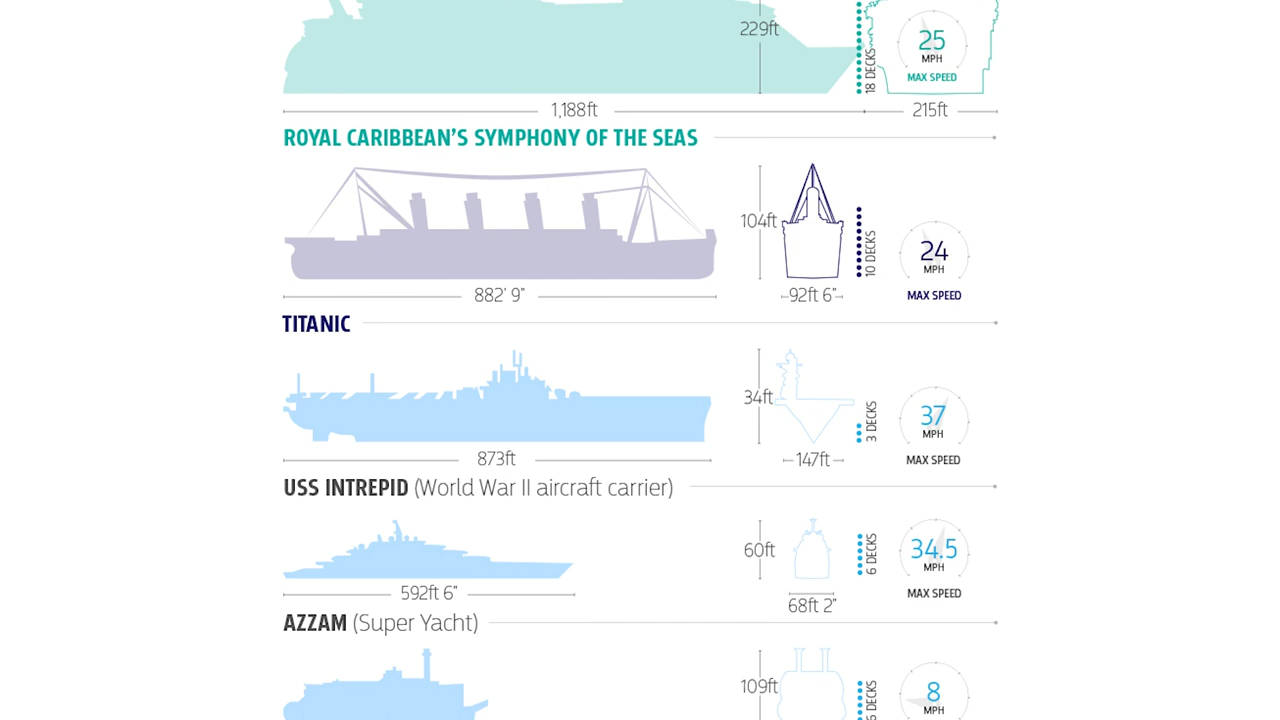 229ft
18 DECKS
25
MPH
MAX SPEED
1,188ft
215ft
ROYAL CARIBBEAN’S SYMPHONY OF THE SEAS
104ft
10 DECKS
24
MPH
MAX SPEED
882’ 9”
92ft 6”
TITANIC
34ft
3 DECKS
37
MPH
MAX SPEED
873ft
147ft
USS INTREPID (World War II aircraft carrier)
60ft
6 DECKS
34.5
MPH
MAX SPEED
592ft 6”
68ft 2”
AZZAM (Super Yacht)
109ft
DECKS
8
MPH